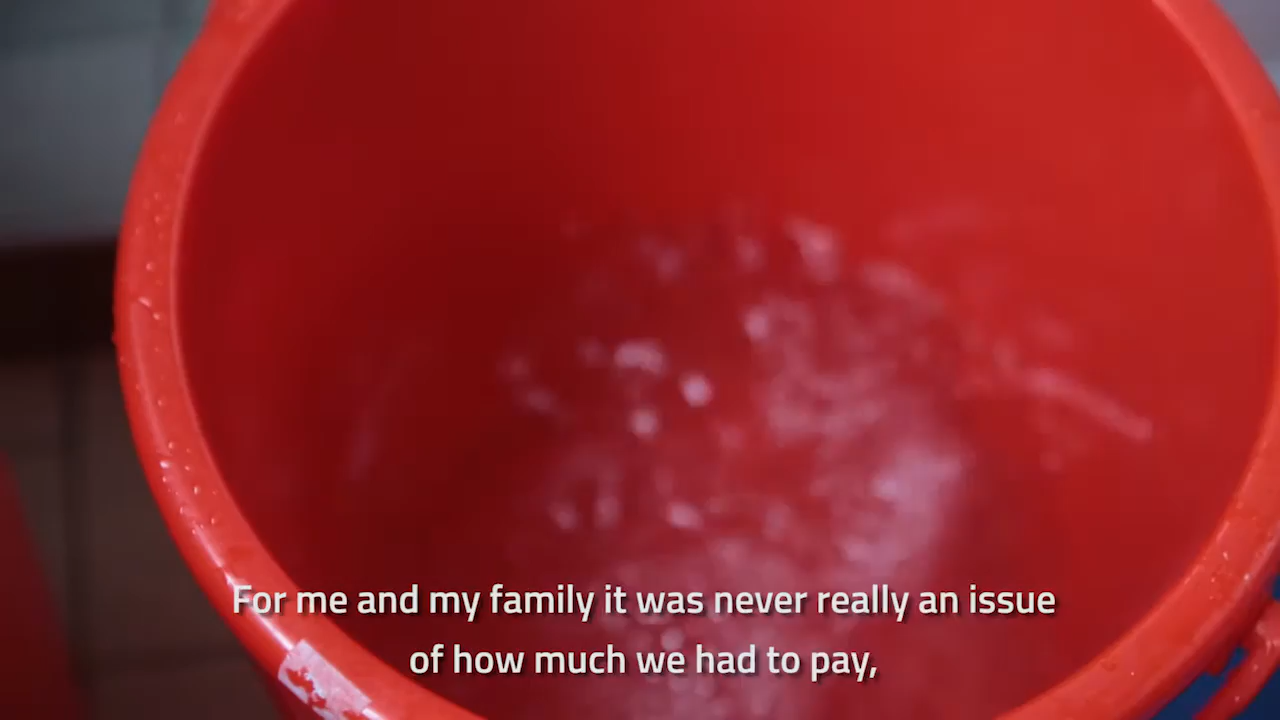 For me and my family it was never really an issue
of how much we had to pay,